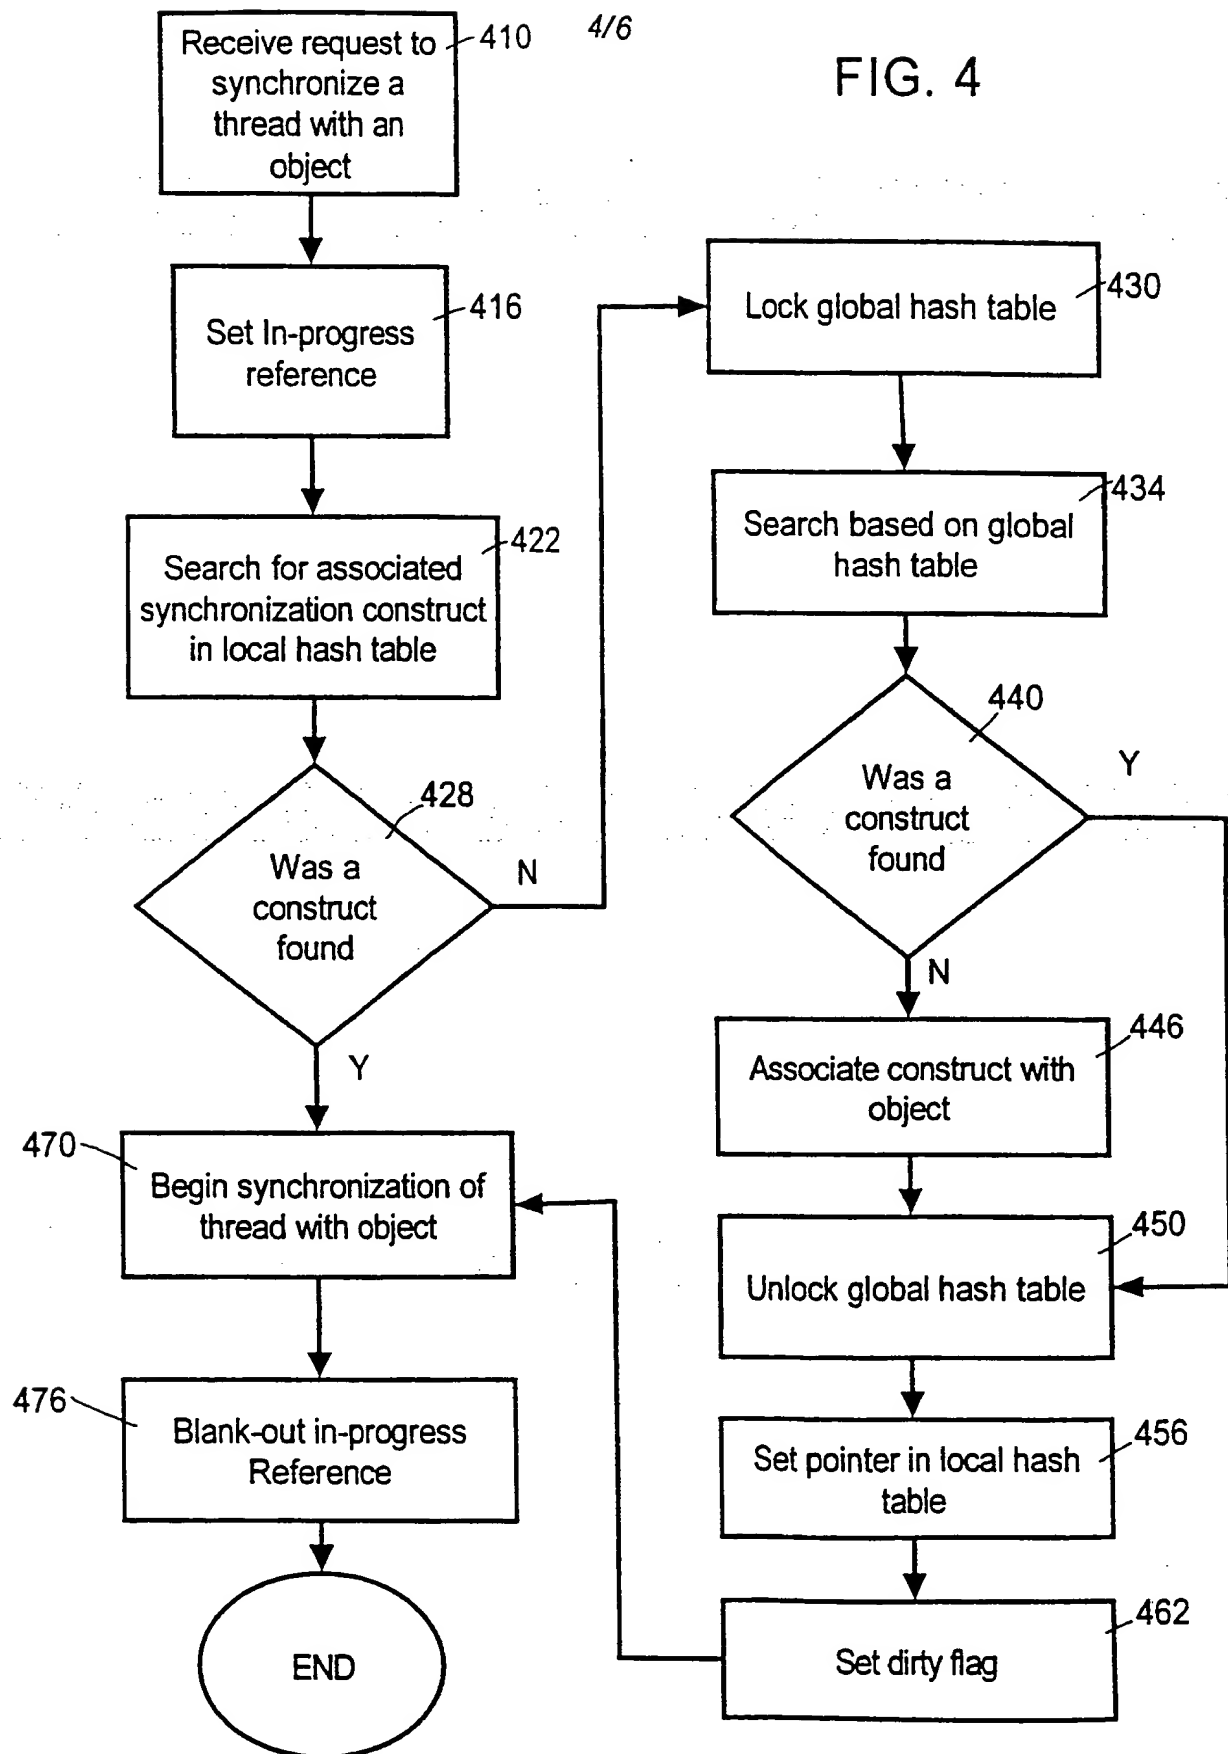 4/6
FIG. 4
Receive request to
synchronize a
thread with an
object
410
Set In-progress
reference
416
Search for associated
synchronization construct
in local hash table
422
Was a
construct
found
428
N
Y
Lock global hash table
430
Search based on global
hash table
434
Was a
construct
found
440
Y
N
Associate construct with
object
446
Unlock global hash table
450
Set pointer in local hash
table
456
Set dirty flag
462
470
Begin synchronization of
thread with object
476
Blank-out in-progress
Reference
END